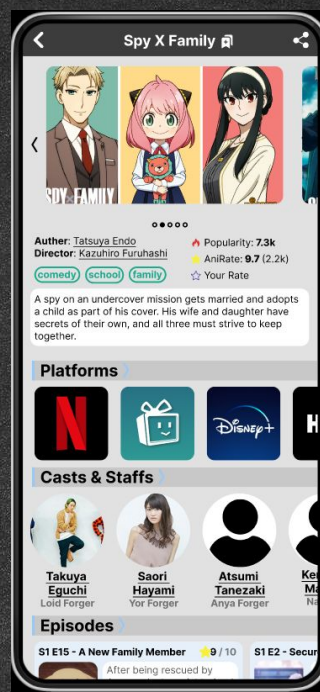 Spy X Family
SPY FAMILY
Auther: Tatsuya Endo
Director: Kazuhiro Furuhashi
Popularity: 7.3k
AniRate: 9.7 (2.2k)
Your Rate
comedy school family
A spy on an undercover mission gets married and adopts
a child as part of his cover. His wife and daughter have
secrets of their own, and all three must strive to keep
together.
Platforms
N
Disney+
H
Casts & Staffs
Takuya
Eguchi
Loid Forger
Saori
Hayami
Yor Forger
Atsumi
Tanezaki
Anya Forger
Ke
Ma
Na
Episodes
S1 E15 - A New Family Member
9 / 10
S1 E2 - Secur
After being rescued by